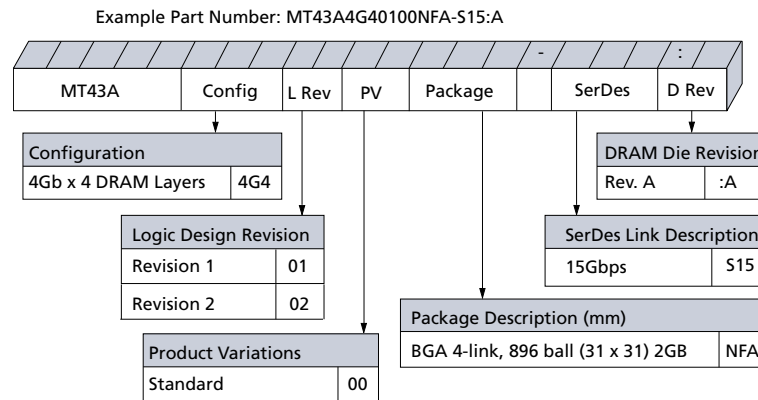 Example Part Number: MT43A4G40100NFA-S15:A
- :
MT43A Config L Rev PV Package SerDes D Rev
Configuration
4Gb x 4 DRAM Layers 4G4
DRAM Die Revision
Rev. A :A
Logic Design Revision
Revision 1 01
Revision 2 02
SerDes Link Description
15Gbps S15
Package Description (mm)
BGA 4-link, 896 ball (31 x 31) 2GB NFA
Product Variations
Standard 00